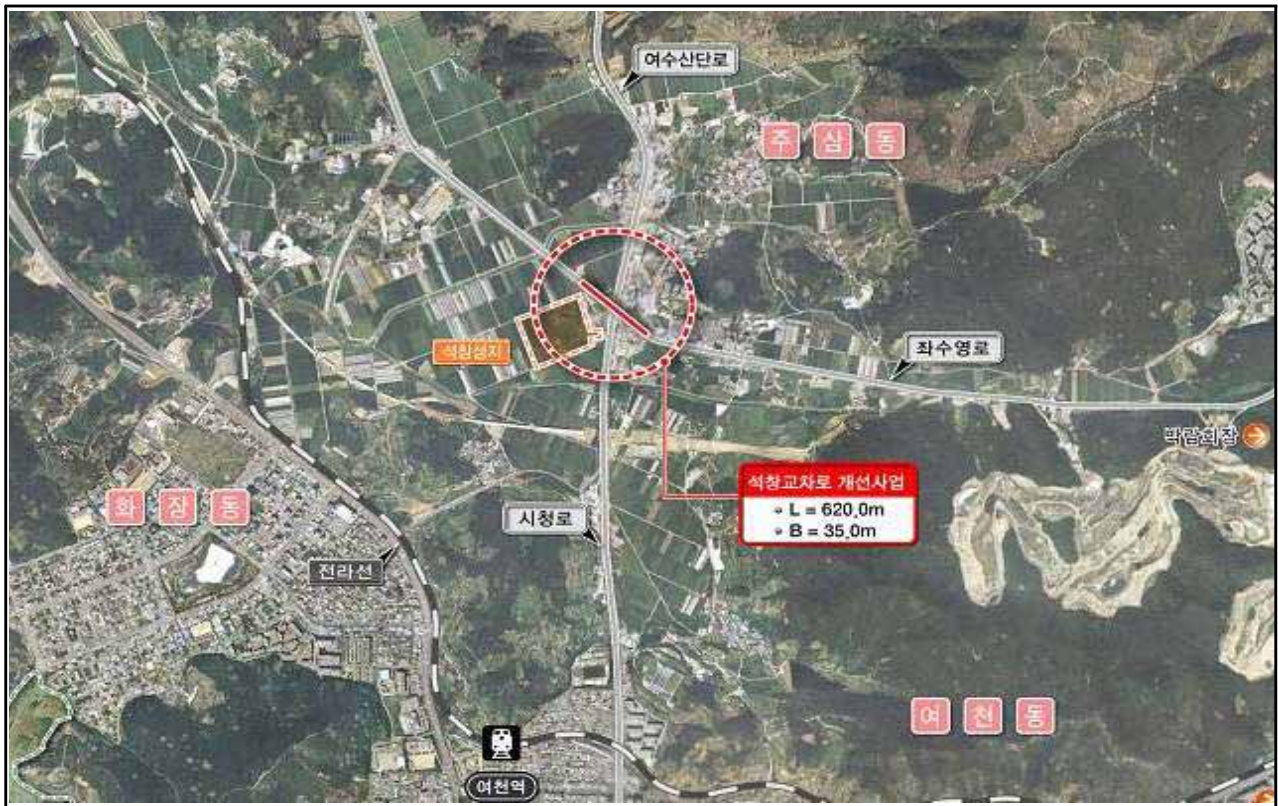 여수산단로
주삼동
석창성지
좌수영로
박람회장
석창교차로 개선사업
L = 620.0m
B = 35.0m
화장동
시청로
전라선
여천동
여천역